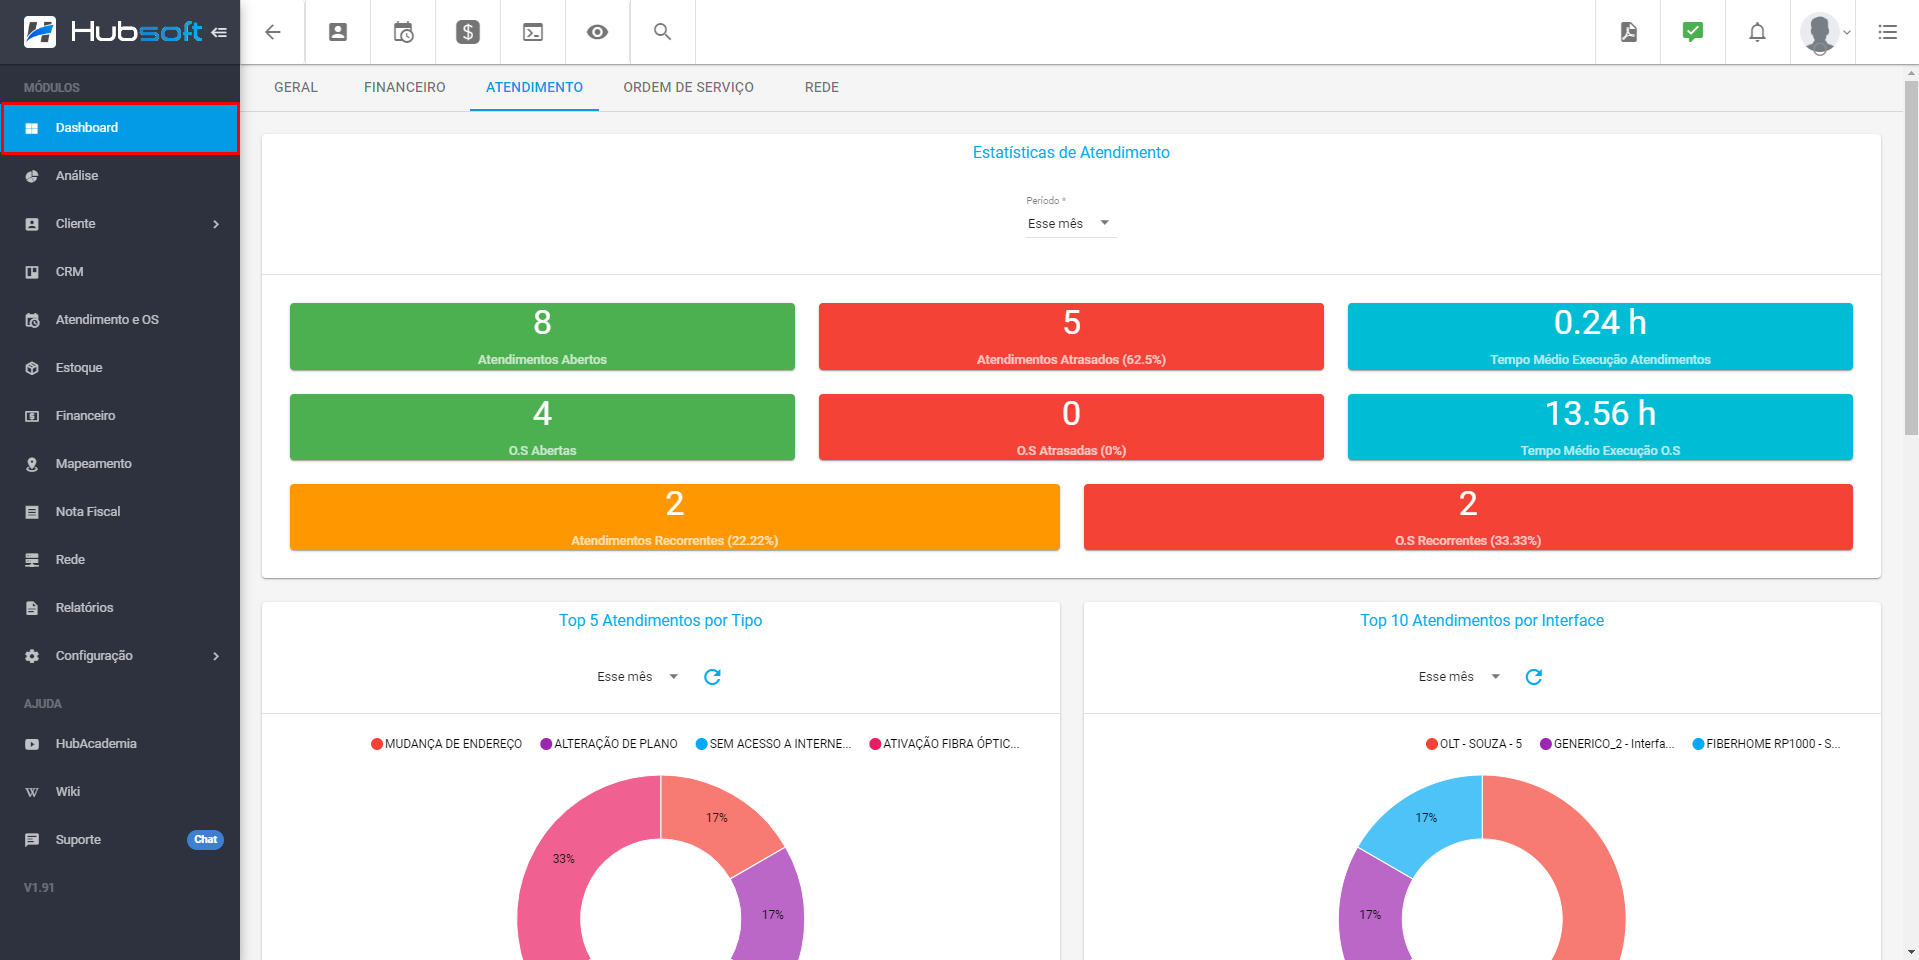 Hubsoft
MÓDULOS
Dashboard
Análise
Cliente
CRM
Atendimento e OS
Estoque
Financeiro
Mapeamento
Nota Fiscal
Rede
Relatórios
Configuração
AJUDA
HubAcademia
Wiki
Suporte
Chat
V1.91
GERAL
FINANCEIRO
ATENDIMENTO
ORDEM DE SERVIÇO
REDE
Estatísticas de Atendimento
Período *
Esse mês
8
Atendimentos Abertos
5
Atendimentos Atrasados (62.5%)
0.24 h
Tempo Médio Execução Atendimentos
4
O.S Abertas
0
O.S Atrasadas (0%)
13.56 h
Tempo Médio Execução O.S
2
Atendimentos Recorrentes (22.22%)
2
O.S Recorrentes (33.33%)
Top 5 Atendimentos por Tipo
Esse mês
MUDANÇA DE ENDEREÇO
ALTERAÇÃO DE PLANO
SEM ACESSO A INTERNE...
ATIVAÇÃO FIBRA ÓPTIC...
17%
33%
17%
Top 10 Atendimentos por Interface
Esse mês
OLT - SOUZA - 5
GENERICO_2 - Interfa...
FIBERHOME RP1000 - S...
17%
17%